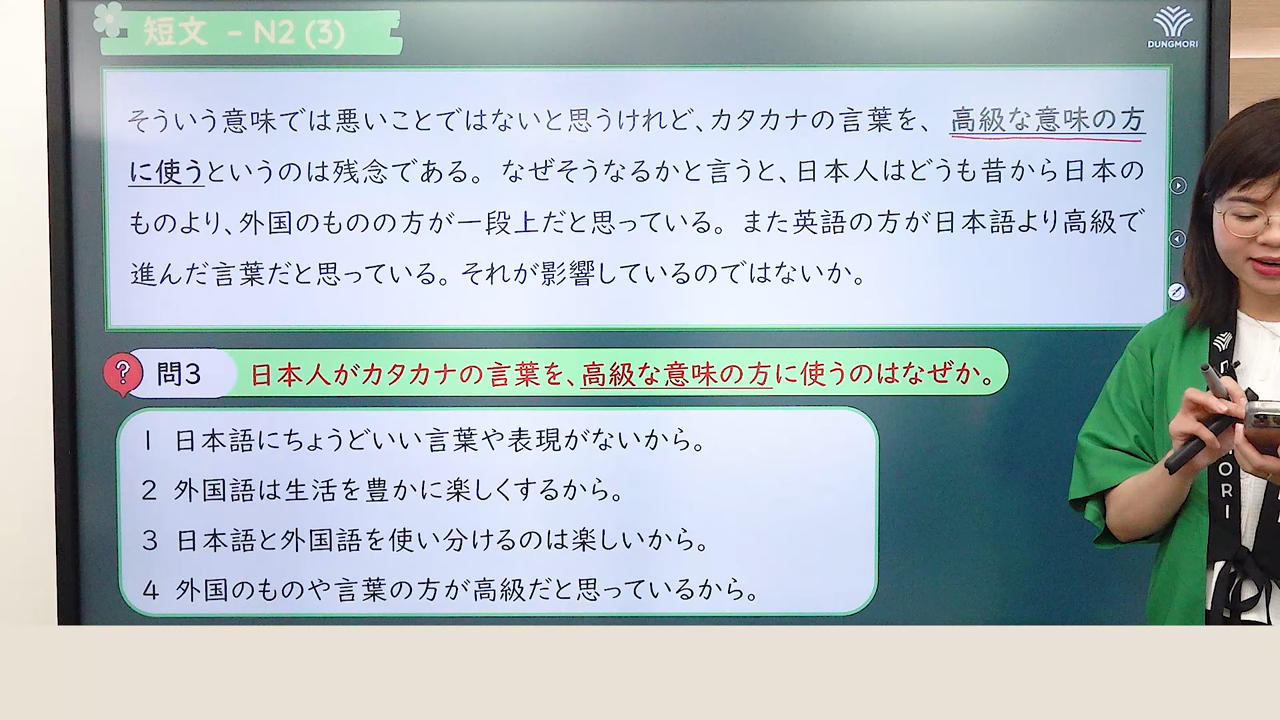 短文 – N2 (3)
DUNGMORI
そういう意味では悪いことではないと思うけれど、カタカナの言葉を、高級な意味の方
に使うというのは残念である。なぜそうなるかと言うと、日本人はどうも昔から日本の
ものより、外国のものの方が一段上だと思っている。また英語の方が日本語より高級で
進んだ言葉だと思っている。それが影響しているのではないか。
? 問3 日本人がカタカナの言葉を、高級な意味の方に使うのはなぜか。
1 日本語にちょうどいい言葉や表現がないから。
2 外国語は生活を豊かに楽しくするから。
3 日本語と外国語を使い分けるのは楽しいから。
4 外国のものや言葉の方が高級だと思っているから。
ORI